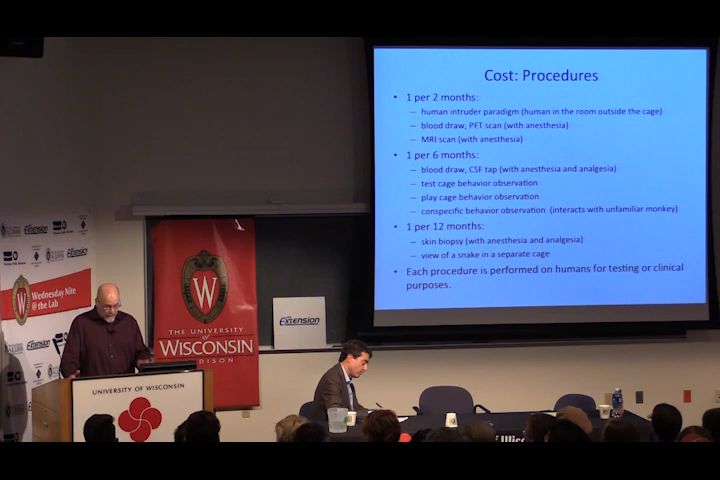 Cost: Procedures
• 1 per 2 months:
– human intruder paradigm (human in the room outside the cage)
– blood draw, PET scan (with anesthesia)
– MRI scan (with anesthesia)
• 1 per 6 months:
– blood draw, CSF tap (with anesthesia and analgesia)
– test cage behavior observation
– play cage behavior observation
– conspecific behavior observation (interacts with unfamiliar monkey)
• 1 per 12 months:
– skin biopsy (with anesthesia and analgesia)
– view of a snake in a separate cage
• Each procedure is performed on humans for testing or clinical
purposes.
Wednesday Nite
@ the Lab
W
THE UNIVERSITY
of
WISCONSIN
Extension
UNIVERSITY OF WISCONSIN